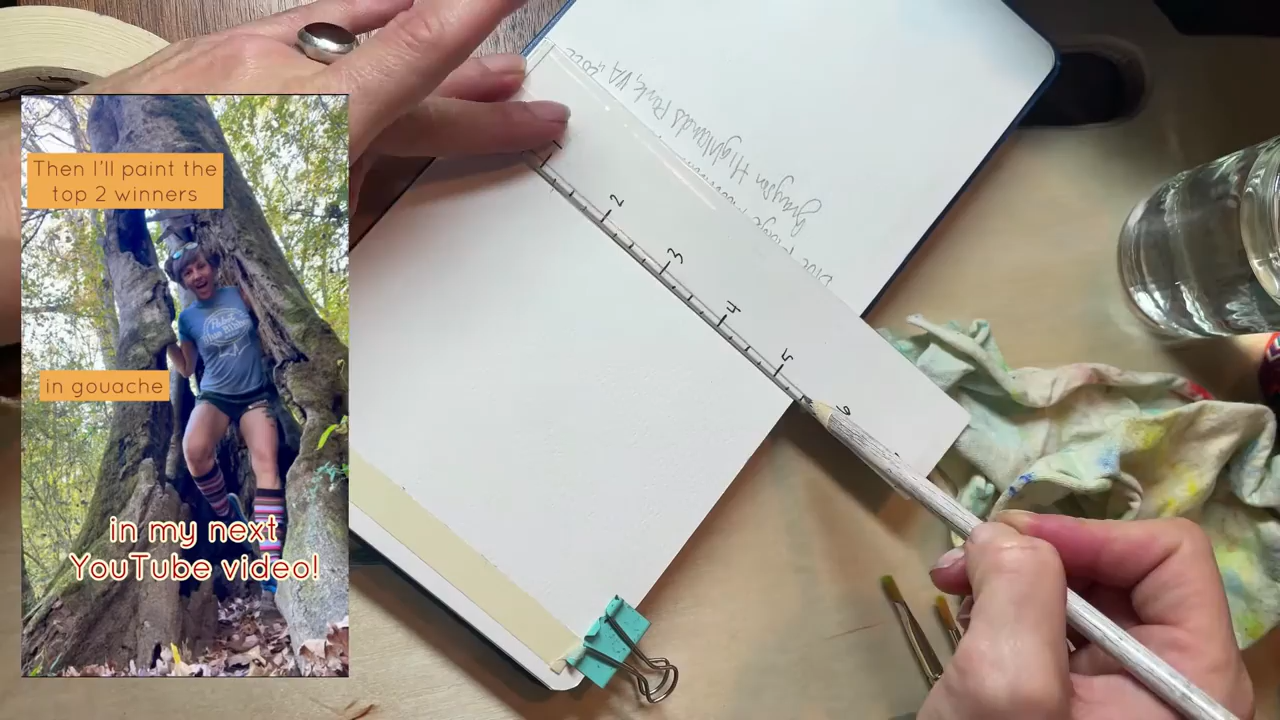 Then I'll paint the
top 2 winners
in gouache
in my next
YouTube video!
Grayson Highlands Park, VA
2
3
4
5
6